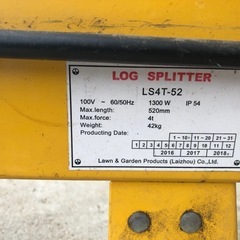 LOG SPLITTER
LS4T-52
100V ~ 60/50Hz 1300 W IP 54
Max.length: 520mm
Max.force: 4t
Weight: 42kg
Producting Date:
1~10 11~20 21~31
1 2 3 4 5 6 7 8 9 10 11 12
2016 2017 2018
Lawn & Garden Products (Laizhou) Co.,Ltd.